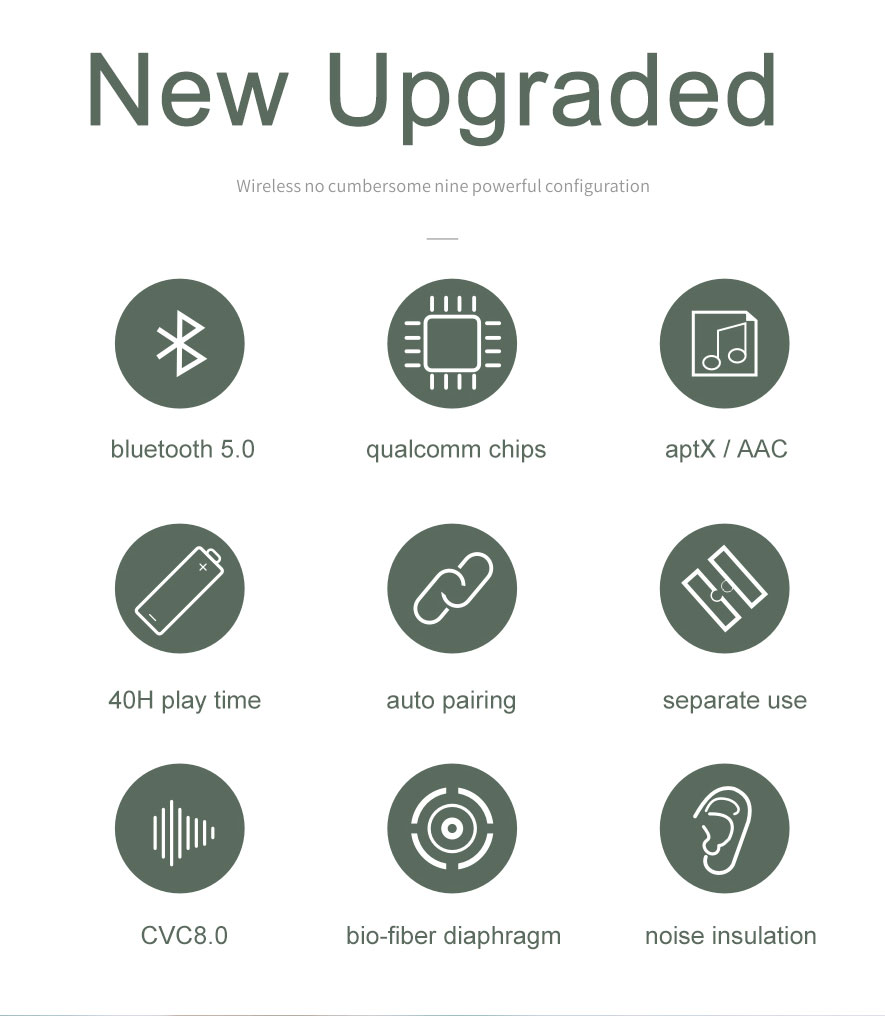 New Upgraded
Wireless no cumbersome nine powerful configuration
bluetooth 5.0
qualcomm chips
aptX / AAC
40H play time
auto pairing
separate use
CVC8.0
bio-fiber diaphragm
noise insulation